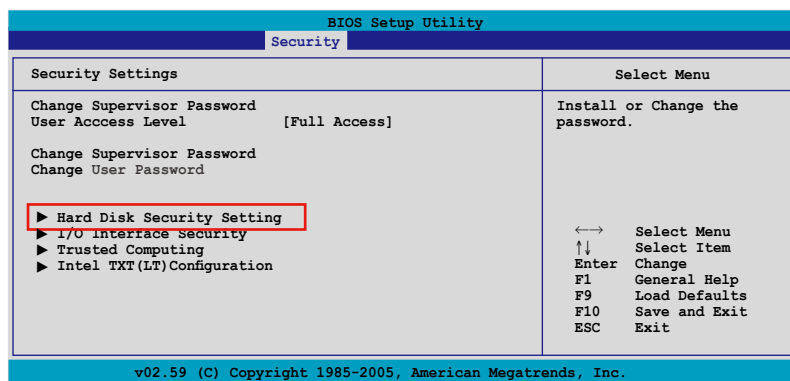 BIOS Setup Utility
Security
Security Settings
Change Supervisor Password
User Acccess Level [Full Access]
Change Supervisor Password
Change User Password
▶ Hard Disk Security Setting
▶ I/O Interface Security
▶ Trusted Computing
▶ Intel TXT(LT)Configuration
Select Menu
Install or Change the
password.
←→ Select Menu
↑↓ Select Item
Enter Change
F1 General Help
F9 Load Defaults
F10 Save and Exit
ESC Exit
v02.59 (C) Copyright 1985-2005, American Megatrends, Inc.